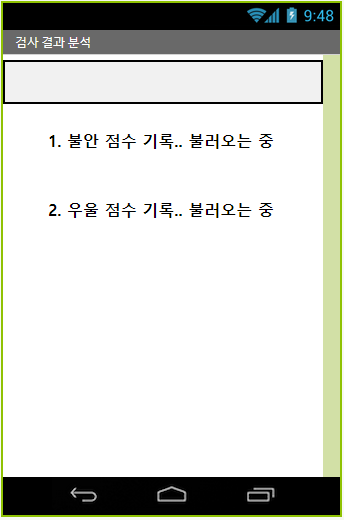 9:48
검사 결과 분석
1. 불안 점수 기록.. 불러오는 중
2. 우울 점수 기록.. 불러오는 중